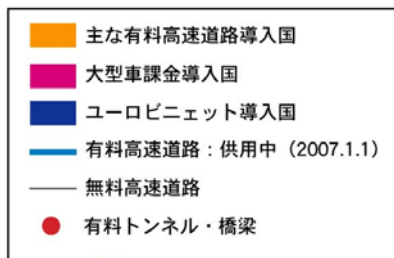 主な有料高速道路導入国
大型車課金導入国
ユーロビニェット導入国
有料高速道路：供用中（2007.1.1）
無料高速道路
有料トンネル・橋梁